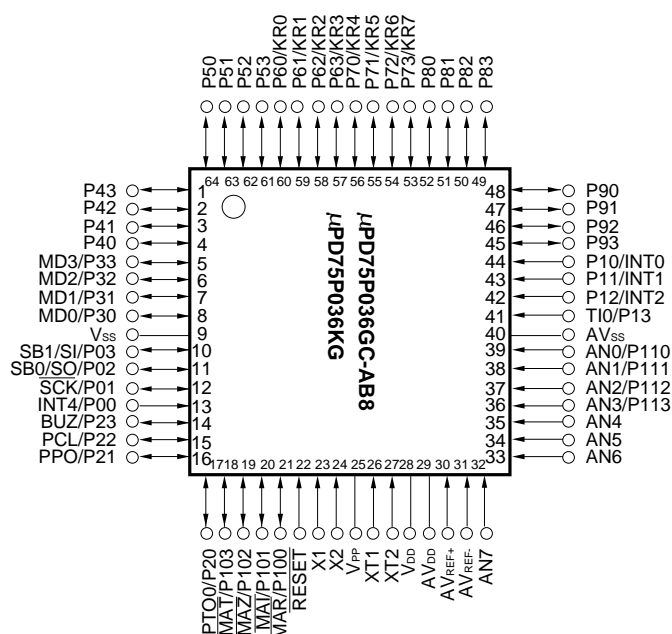 P50
P51
P52
P53
P60/KR0
P61/KR1
P62/KR2
P63/KR3
P70/KR4
P71/KR5
P72/KR6
P73/KR7
P80
P81
P82
P83
64 63 62 61 60 59 58 57 56 55 54 53 52 51 50 49
P43 1
P42 2
P41 3
P40 4
MD3/P33 5
MD2/P32 6
MD1/P31 7
MD0/P30 8
VSS 9
SB1/SI/P03 10
SB0/SO/P02 11
SCK/P01 12
INT4/P00 13
BUZ/P23 14
PCL/P22 15
PPO/P21 16
μPD75P036GC-AB8
μPD75P036KG
48 P90
47 P91
46 P92
45 P93
44 P10/INT0
43 P11/INT1
42 P12/INT2
41 TI0/P13
40 AVSS
39 AN0/P110
38 AN1/P111
37 AN2/P112
36 AN3/P113
35 AN4
34 AN5
33 AN6
17 18 19 20 21 22 23 24 25 26 27 28 29 30 31 32
PTO0/P20
MAT/P103
MAZ/P102
MAI/P101
MAR/P100
RESET
X1
X2
VPP
XT1
XT2
VDD
AVDD
AVREF+
AVREF-
AN7